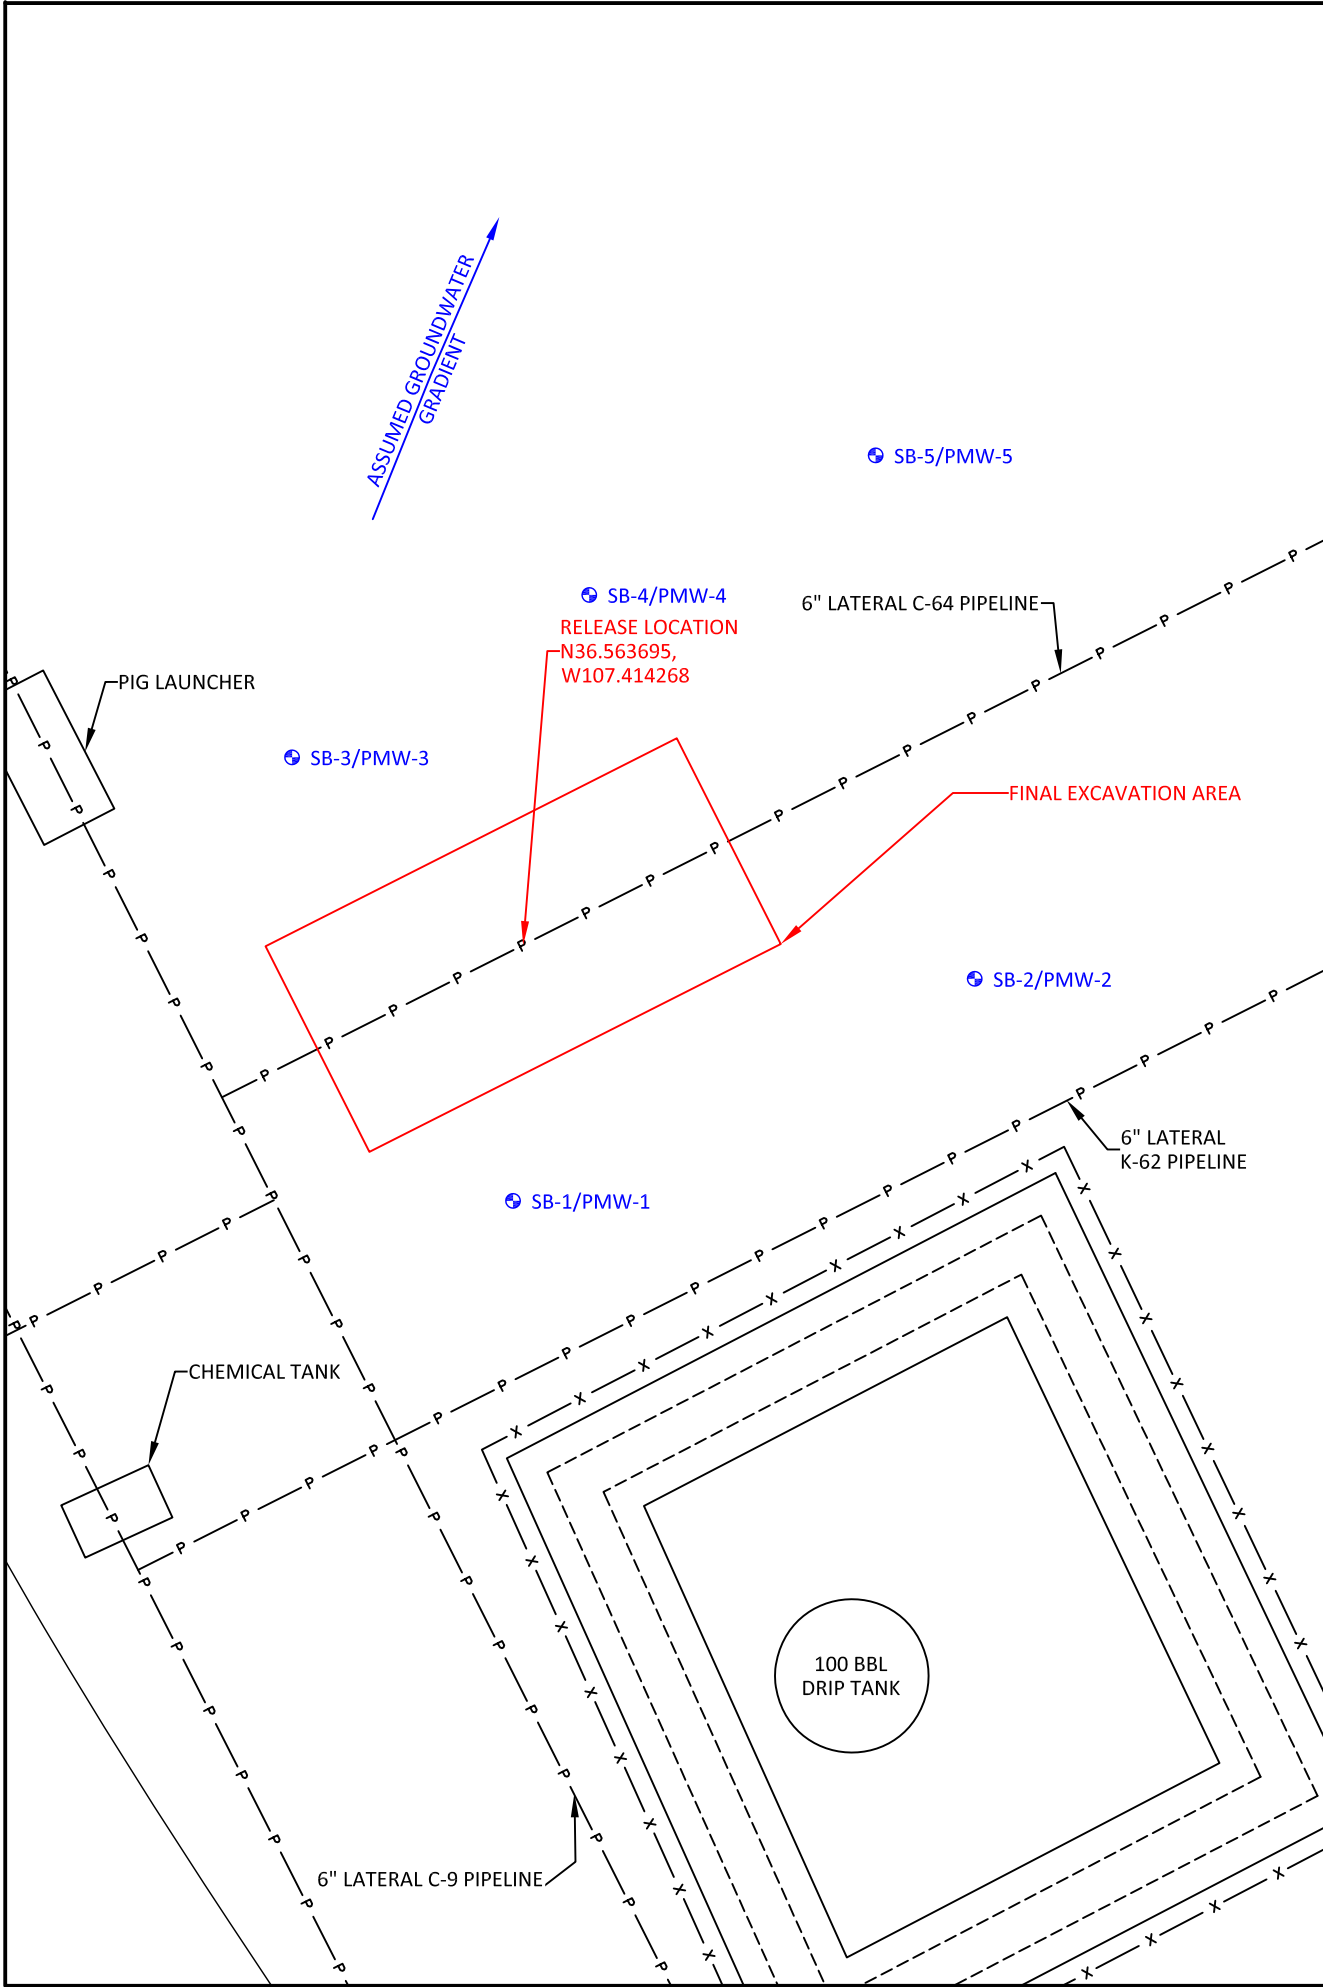 ASSUMED GROUNDWATER
GRADIENT
SB-5/PMW-5
SB-4/PMW-4
6" LATERAL C-64 PIPELINE
RELEASE LOCATION
N36.563695,
W107.414268
PIG LAUNCHER
SB-3/PMW-3
FINAL EXCAVATION AREA
SB-2/PMW-2
6" LATERAL
K-62 PIPELINE
SB-1/PMW-1
CHEMICAL TANK
100 BBL
DRIP TANK
6" LATERAL C-9 PIPELINE